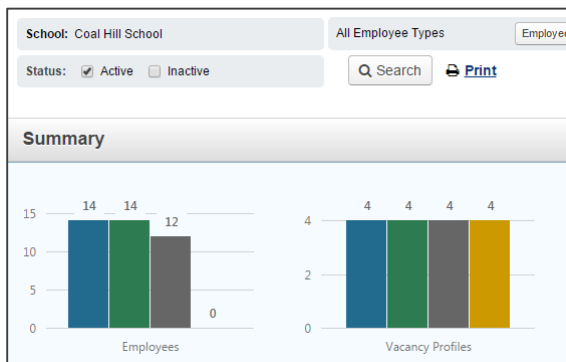 School: Coal Hill School
All Employee Types
Employee
Status: Active Inactive
Search Print
Summary
14 14 12 0
15
10
5
0
Employees
4 4 4 4
4
2
0
Vacancy Profiles